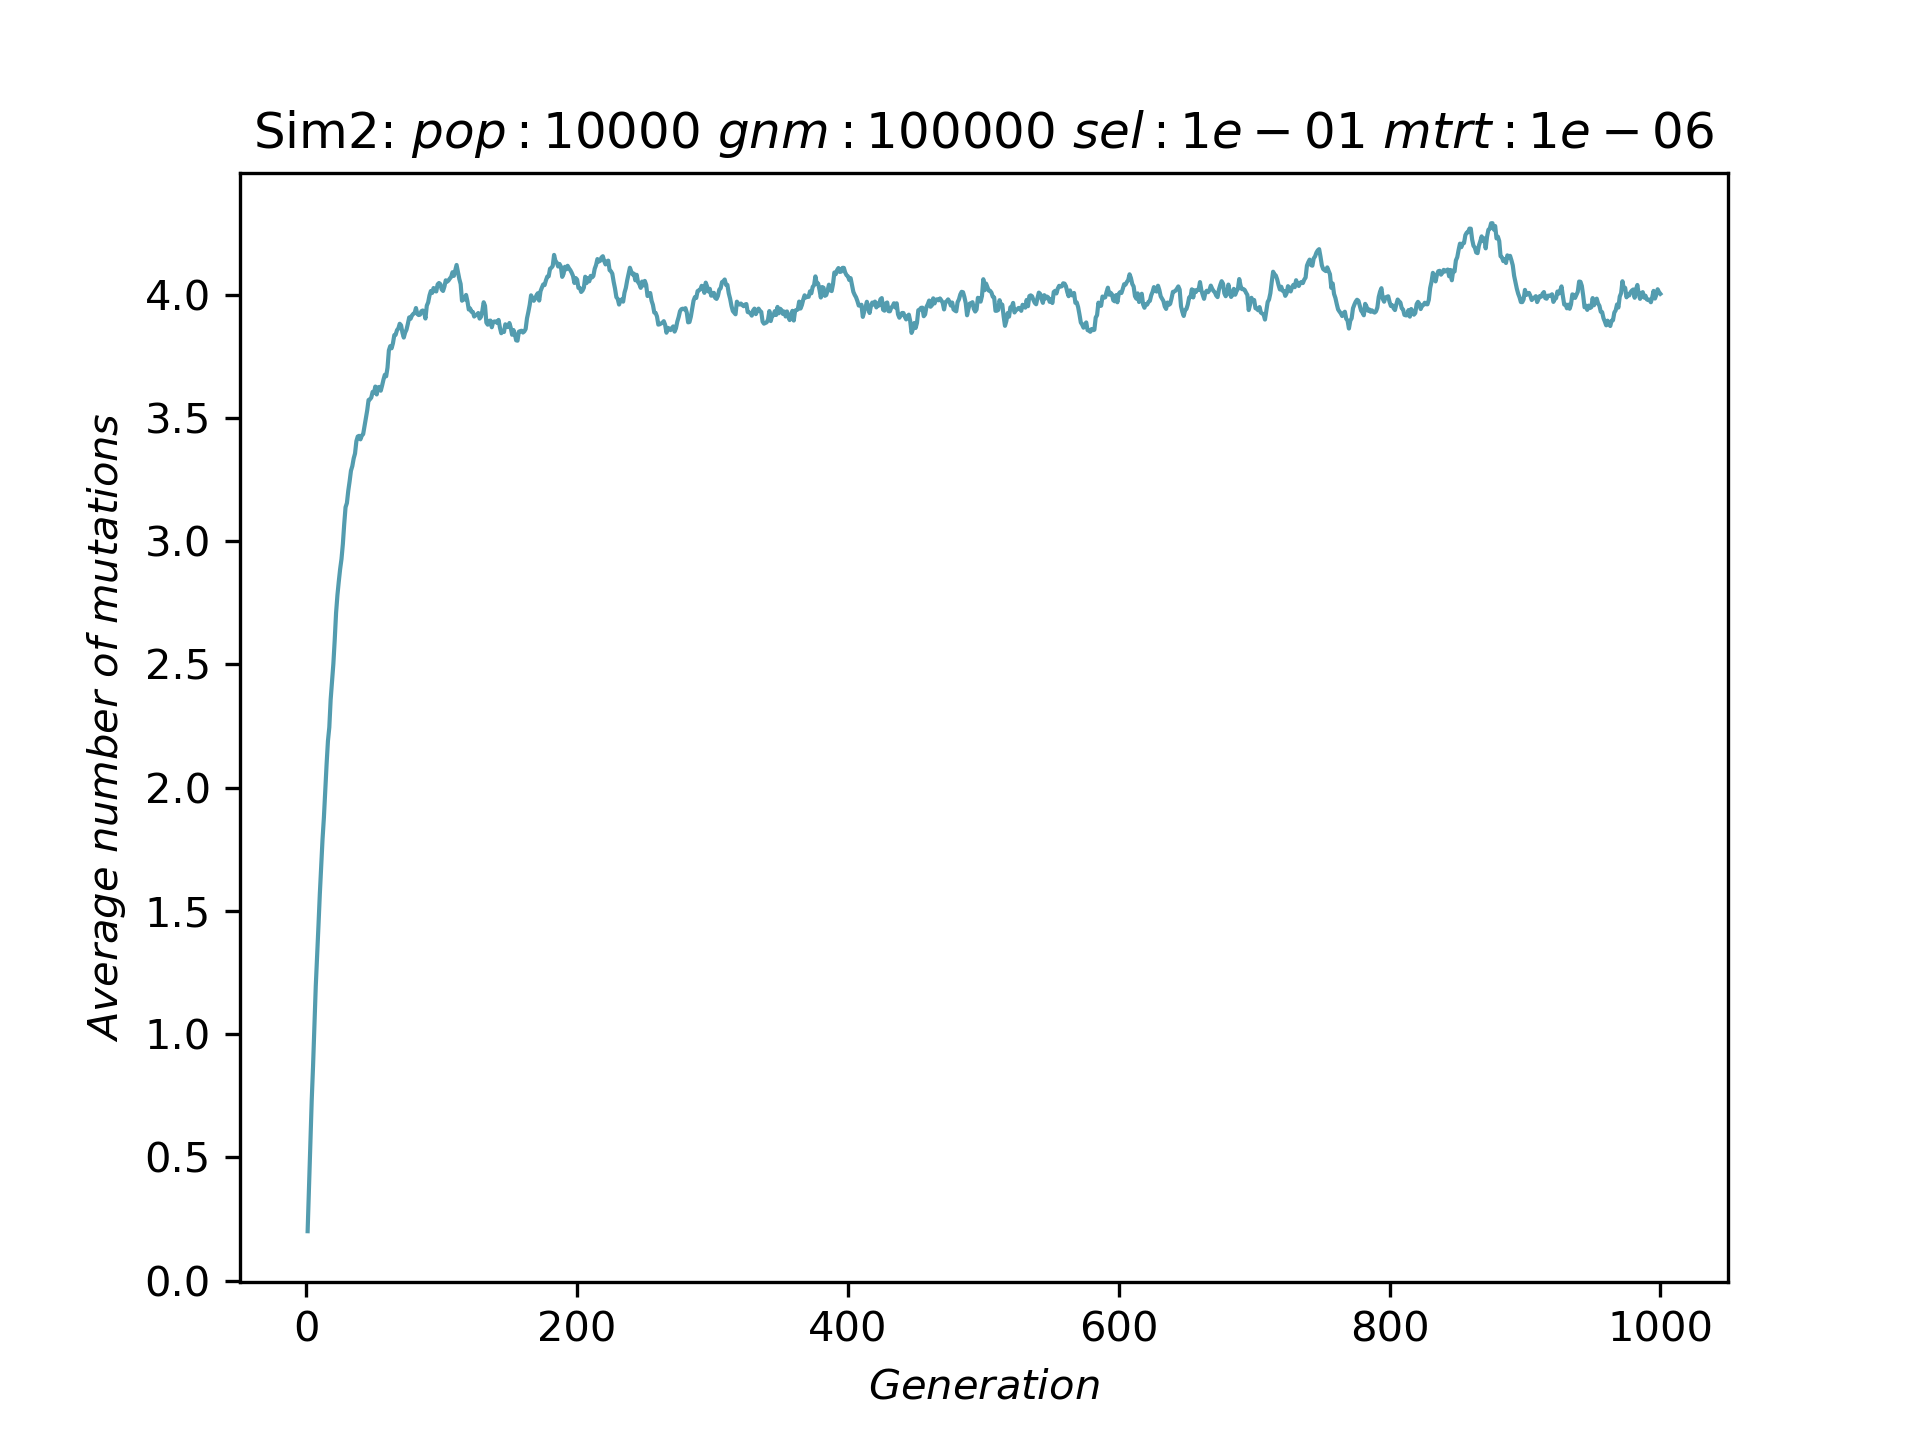 Sim2: pop : 10000 gnm : 100000 sel : 1e − 01 mtrt : 1e − 06
Average number of mutations
4.0
3.5
3.0
2.5
2.0
1.5
1.0
0.5
0.0
0 200 400 600 800 1000
Generation